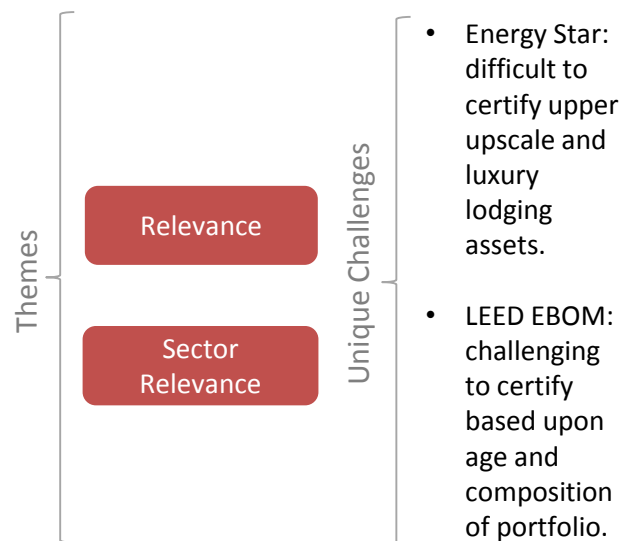 Themes
Relevance
Sector
Relevance
Unique Challenges
• Energy Star:
difficult to
certify upper
upscale and
luxury
lodging
assets.
• LEED EBOM:
challenging
to certify
based upon
age and
composition
of portfolio.